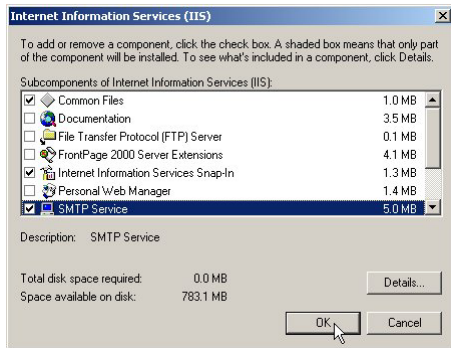 Internet Information Services (IIS)
To add or remove a component, click the check box. A shaded box means that only part
of the component will be installed. To see what's included in a component, click Details.
Subcomponents of Internet Information Services (IIS):
Common Files 1.0 MB
Documentation 3.5 MB
File Transfer Protocol (FTP) Server 0.1 MB
FrontPage 2000 Server Extensions 4.1 MB
Internet Information Services Snap-In 1.3 MB
Personal Web Manager 1.4 MB
SMTP Service 5.0 MB
Description: SMTP Service
Total disk space required: 0.0 MB
Space available on disk: 783.1 MB
Details...
OK Cancel